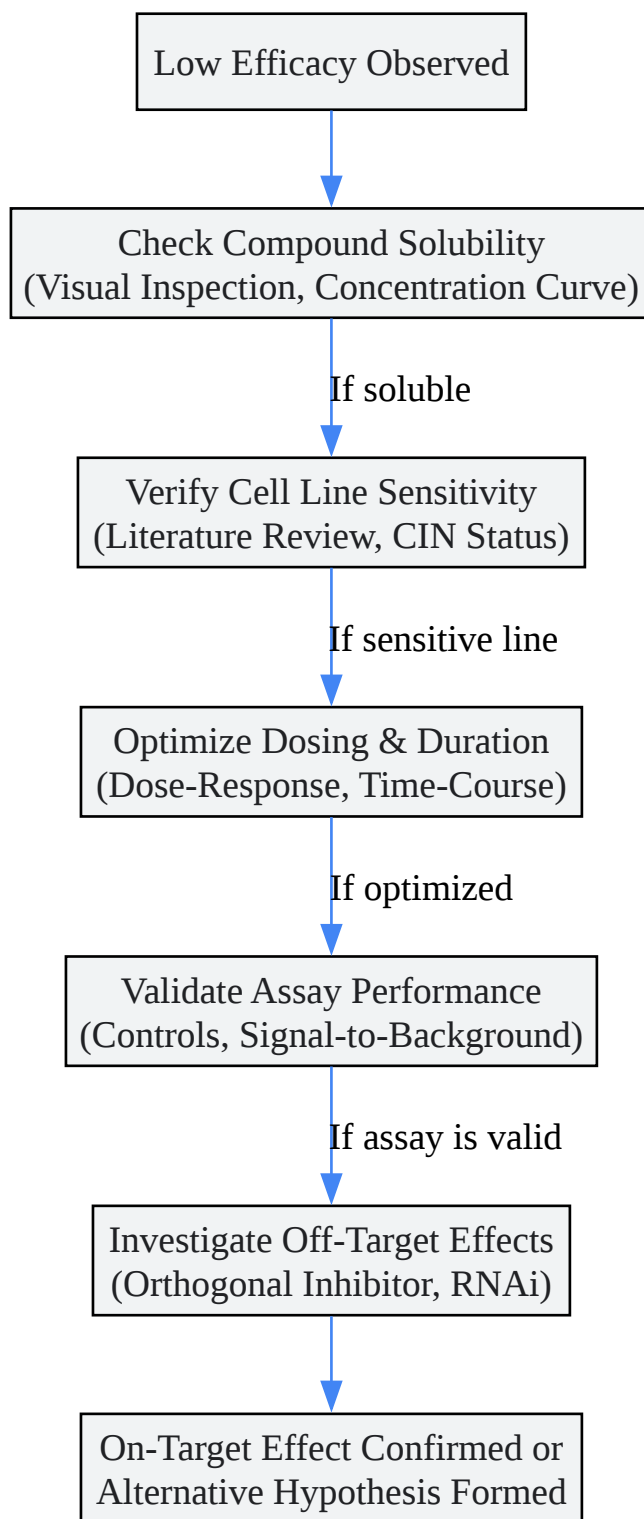 Low Efficacy Observed
Check Compound Solubility
(Visual Inspection, Concentration Curve)
If soluble
Verify Cell Line Sensitivity
(Literature Review, CIN Status)
If sensitive line
Optimize Dosing & Duration
(Dose-Response, Time-Course)
If optimized
Validate Assay Performance
(Controls, Signal-to-Background)
If assay is valid
Investigate Off-Target Effects
(Orthogonal Inhibitor, RNAi)
On-Target Effect Confirmed or
Alternative Hypothesis Formed